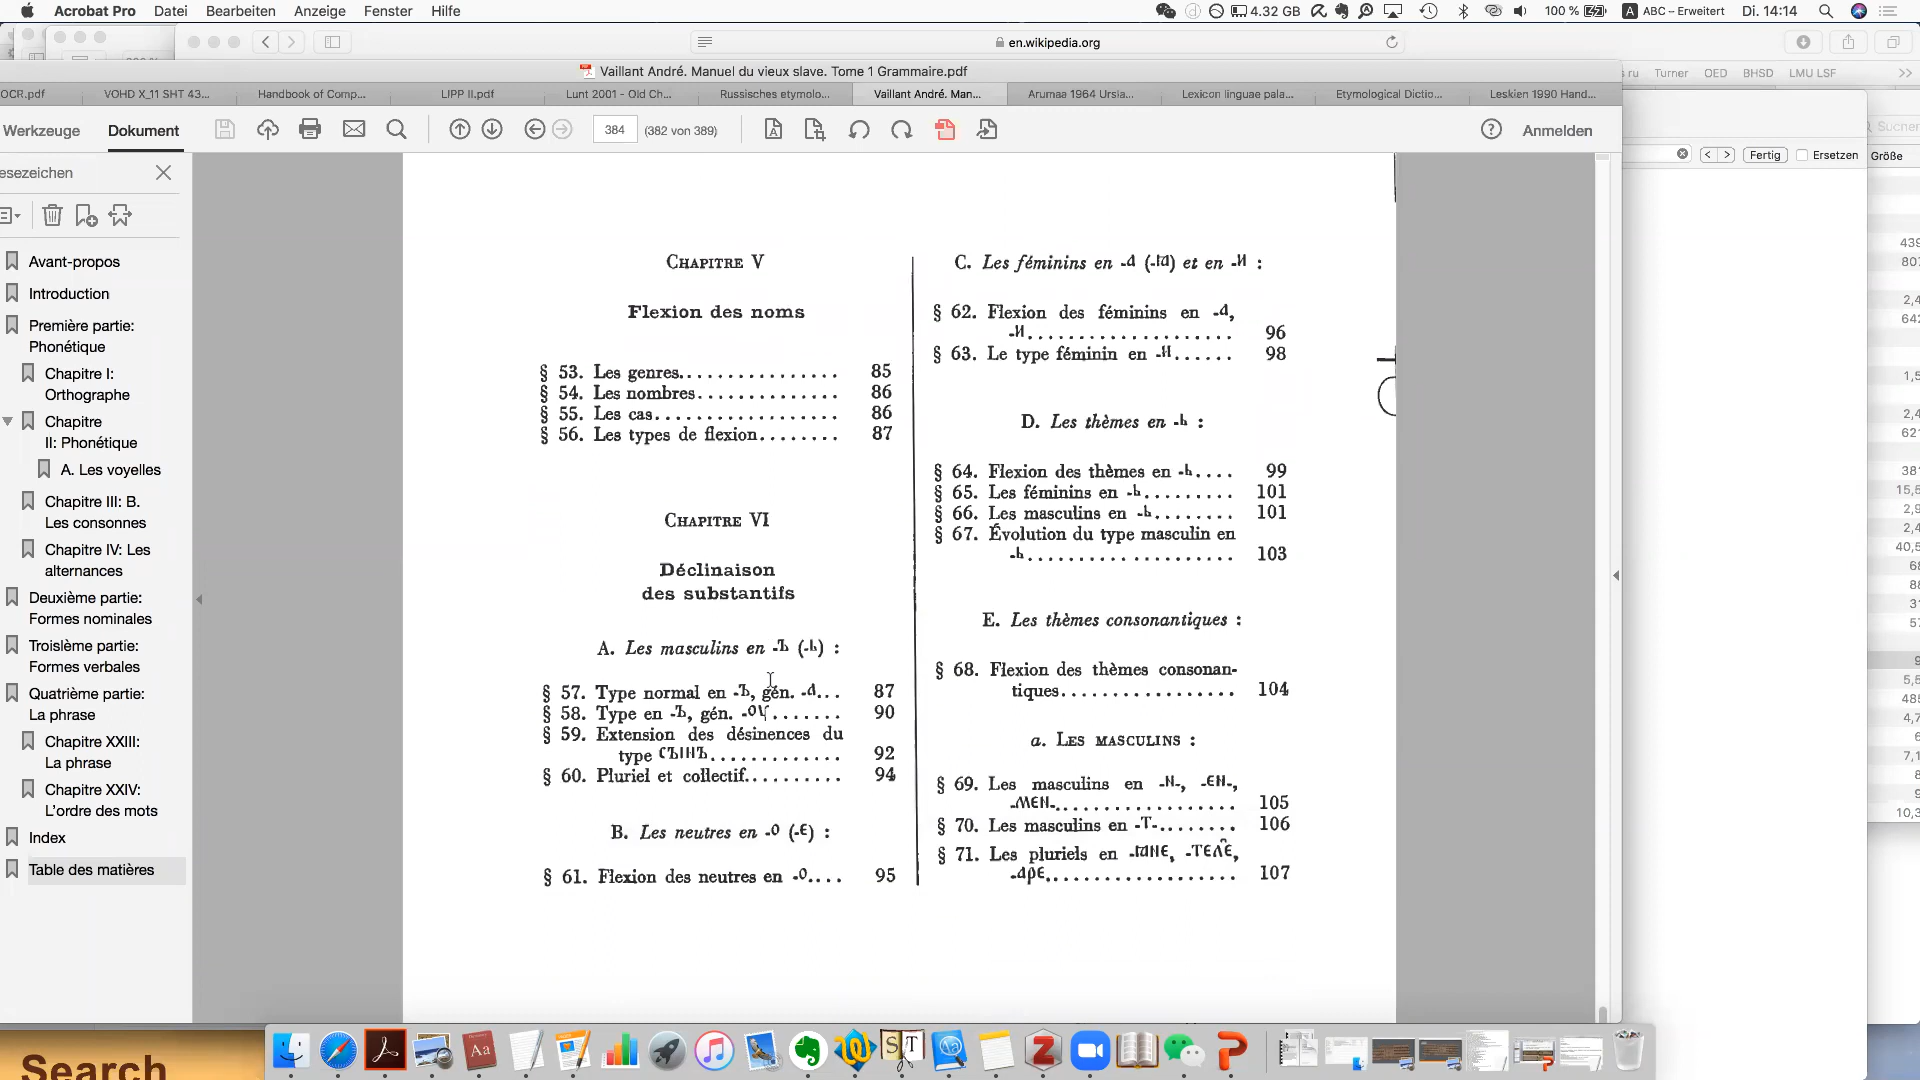 Acrobat Pro Datei Bearbeiten Anzeige Fenster Hilfe 4.32 GB 100 % ABC – Erweitert Di. 14:14
en.wikipedia.org
Vaillant André. Manuel du vieux slave. Tome 1 Grammaire.pdf
ru Turner OED BHSD LMU LSF
OCR.pdf VOHD X_11 SHT 43... Handbook of Comp... LIPP II.pdf Lunt 2001 - Old Ch... Russisches etymolo... Vaillant André. Man... Arumaa 1964 Ursla... Lexicon linguae pala... Etymological Dictio... Leskien 1990 Hand...
Werkzeuge Dokument 384 (382 von 389) Anmelden
Fertig Ersetzen Größe
Suchen
esezeichen
Avant-propos
Introduction
Première partie:
Phonétique
Chapitre I:
Orthographe
Chapitre
II: Phonétique
A. Les voyelles
Chapitre III: B.
Les consonnes
Chapitre IV: Les
alternances
Deuxième partie:
Formes nominales
Troisième partie:
Formes verbales
Quatrième partie:
La phrase
Chapitre XXIII:
La phrase
Chapitre XXIV:
L'ordre des mots
Index
Table des matières
Chapitre V
Flexion des noms
§ 53. Les genres................ 85
§ 54. Les nombres.............. 86
§ 55. Les cas................... 86
§ 56. Les types de flexion........ 87
Chapitre VI
Déclinaison
des substantifs
A. Les masculins en -ъ (-ь) :
§ 57. Type normal en -ъ, gén. -а... 87
§ 58. Type en -ъ, gén. -оу....... 90
§ 59. Extension des désinences du
type сынъ............. 92
§ 60. Pluriel et collectif......... 94
B. Les neutres en -о (-е) :
§ 61. Flexion des neutres en -о.... 95
C. Les féminins en -а (-ꙗ) et en -и :
§ 62. Flexion des féminins en -а,
-и.................... 96
§ 63. Le type féminin en -и...... 98
D. Les thèmes en -ь :
§ 64. Flexion des thèmes en -ь.... 99
§ 65. Les féminins en -ь......... 101
§ 66. Les masculins en -ь........ 101
§ 67. Évolution du type masculin en
-ь.................... 103
E. Les thèmes consonantiques :
§ 68. Flexion des thèmes consonan-
tiques................. 104
a. Les masculins :
§ 69. Les masculins en -н-, -ен-,
-мен-................. 105
§ 70. Les masculins en -т-........ 106
§ 71. Les pluriels en -ꙗне, -тел҄е,
-аре................... 107
Search